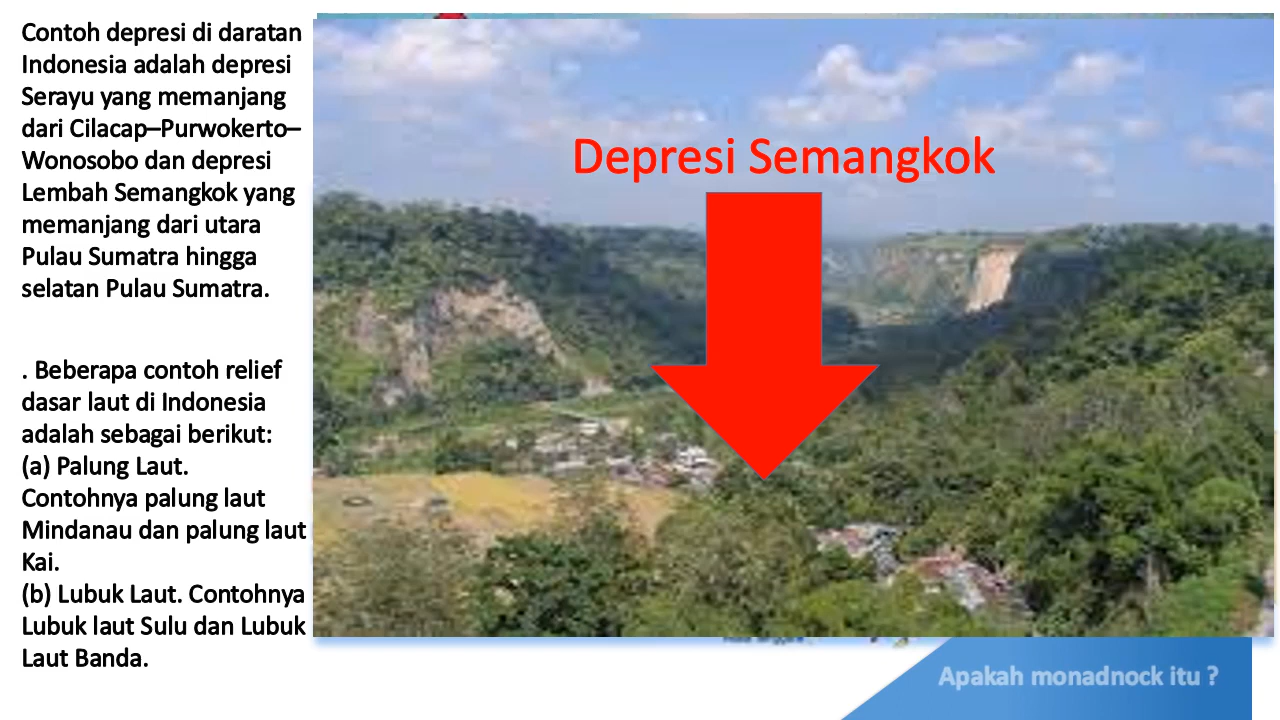 Contoh depresi di daratan
Indonesia adalah depresi
Serayu yang memanjang
dari Cilacap–Purwokerto–
Wonosobo dan depresi
Lembah Semangkok yang
memanjang dari utara
Pulau Sumatra hingga
selatan Pulau Sumatra.
. Beberapa contoh relief
dasar laut di Indonesia
adalah sebagai berikut:
(a) Palung Laut.
Contohnya palung laut
Mindanau dan palung laut
Kai.
(b) Lubuk Laut. Contohnya
Lubuk laut Sulu dan Lubuk
Laut Banda.
Depresi Semangkok
Apakah monadnock itu ?